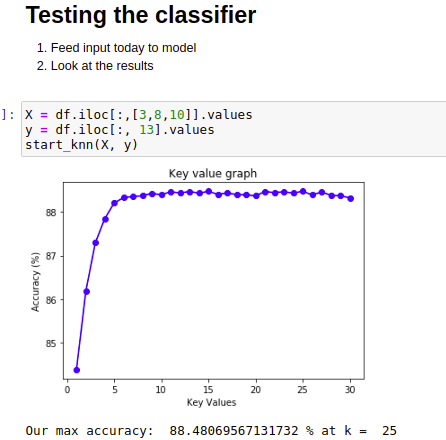 Testing the classifier
1. Feed input today to model
2. Look at the results
]: X = df.iloc[:,[3,8,10]].values
y = df.iloc[:, 13].values
start_knn(X, y)
Key value graph
88
87
86
85
Accuracy (%)
0 5 10 15 20 25 30
Key Values
Our max accuracy: 88.48069567131732 % at k = 25